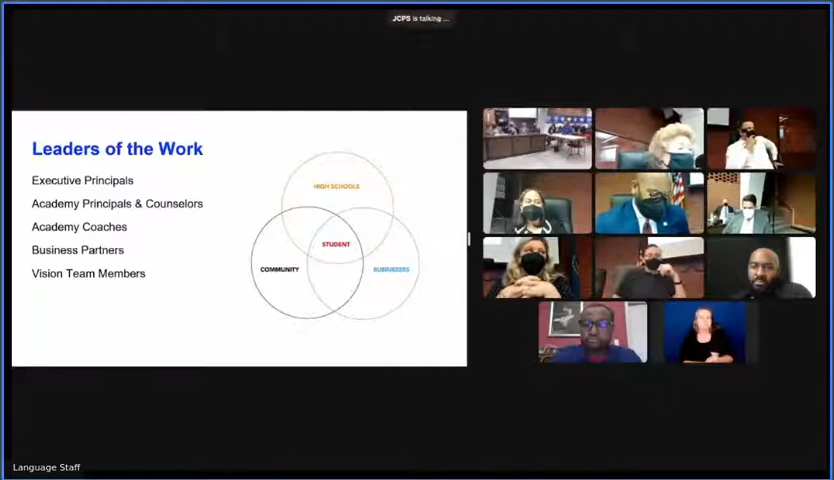 JCPS is talking ...
Leaders of the Work
Executive Principals
Academy Principals & Counselors
Academy Coaches
Business Partners
Vision Team Members
HIGH SCHOOLS
STUDENT
COMMUNITY
BUSINESSES
Language Staff